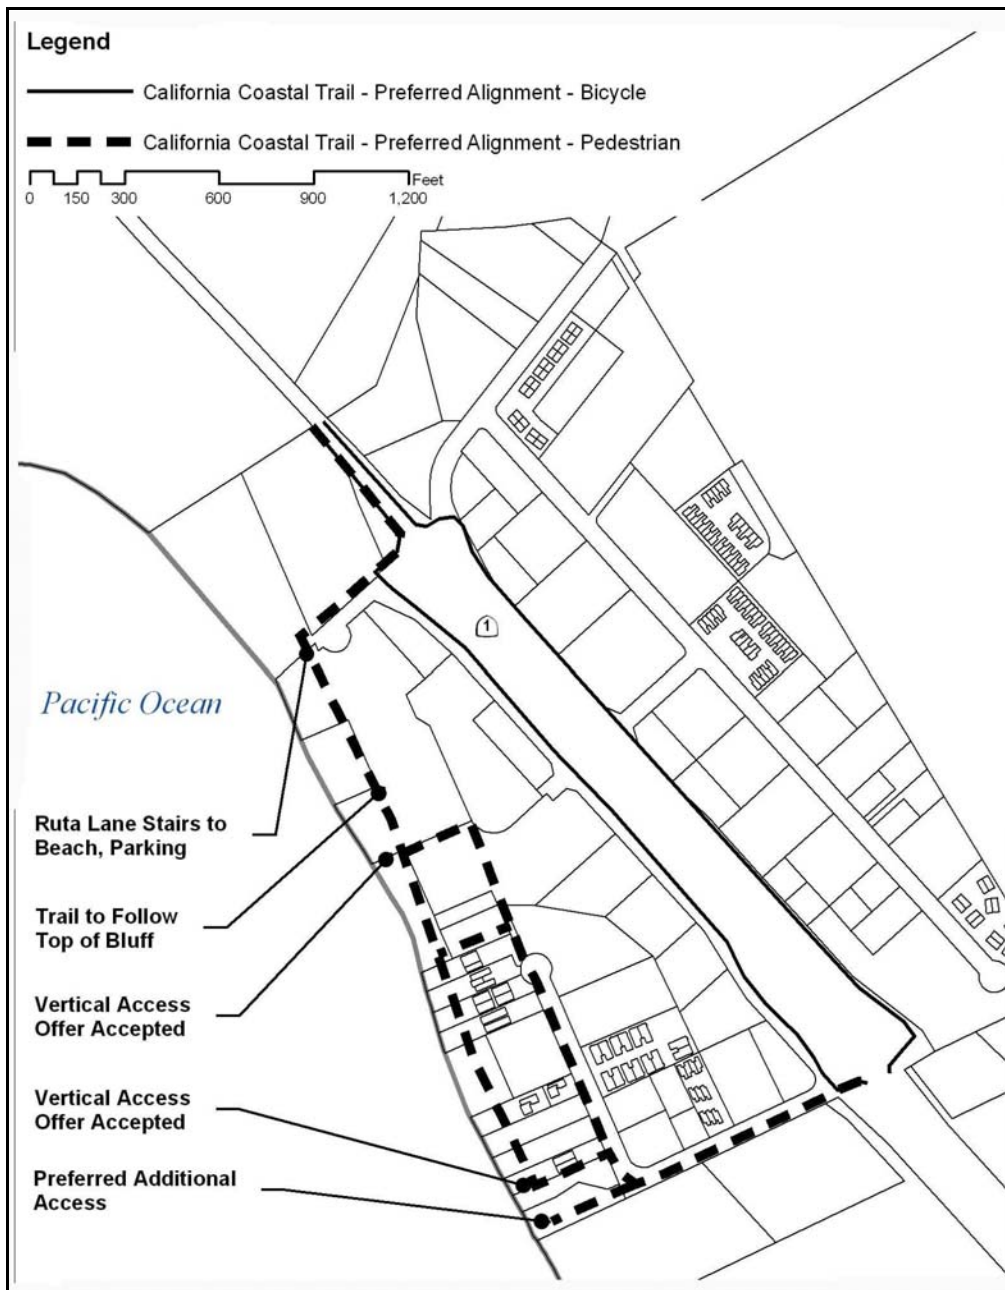 Legend
California Coastal Trail - Preferred Alignment - Bicycle
California Coastal Trail - Preferred Alignment - Pedestrian
Feet
0 150 300 600 900 1,200
1
Pacific Ocean
Ruta Lane Stairs to
Beach, Parking
Trail to Follow
Top of Bluff
Vertical Access
Offer Accepted
Vertical Access
Offer Accepted
Preferred Additional
Access